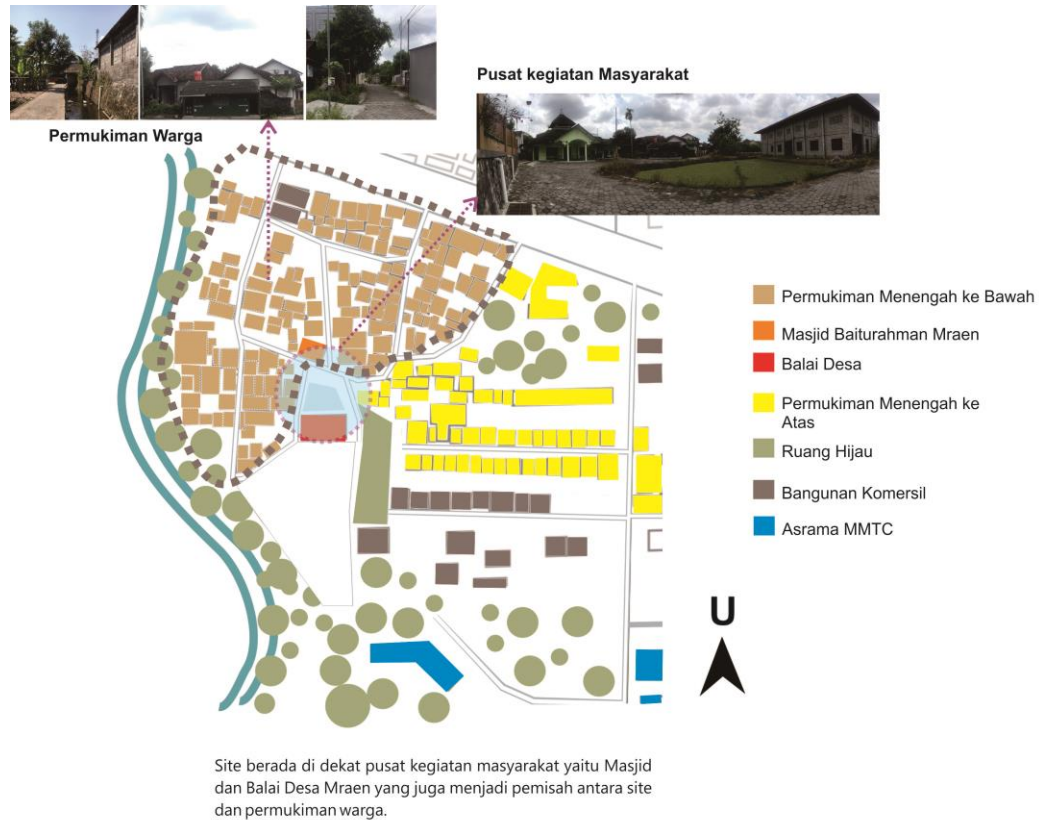 Permukiman Warga
Pusat kegiatan Masyarakat
Permukiman Menengah ke Bawah
Masjid Baiturahman Mraen
Balai Desa
Permukiman Menengah ke
Atas
Ruang Hijau
Bangunan Komersil
Asrama MMTC
U
Site berada di dekat pusat kegiatan masyarakat yaitu Masjid
dan Balai Desa Mraen yang juga menjadi pemisah antara site
dan permukiman warga.